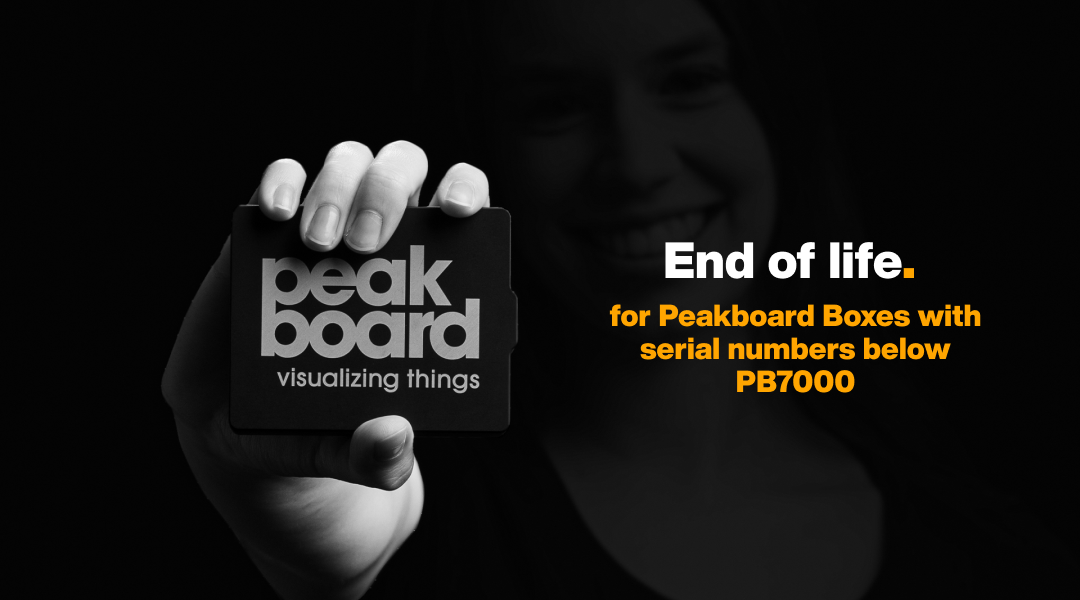 peak
board
visualizing things
End of life.
for Peakboard Boxes with
serial numbers below
PB7000